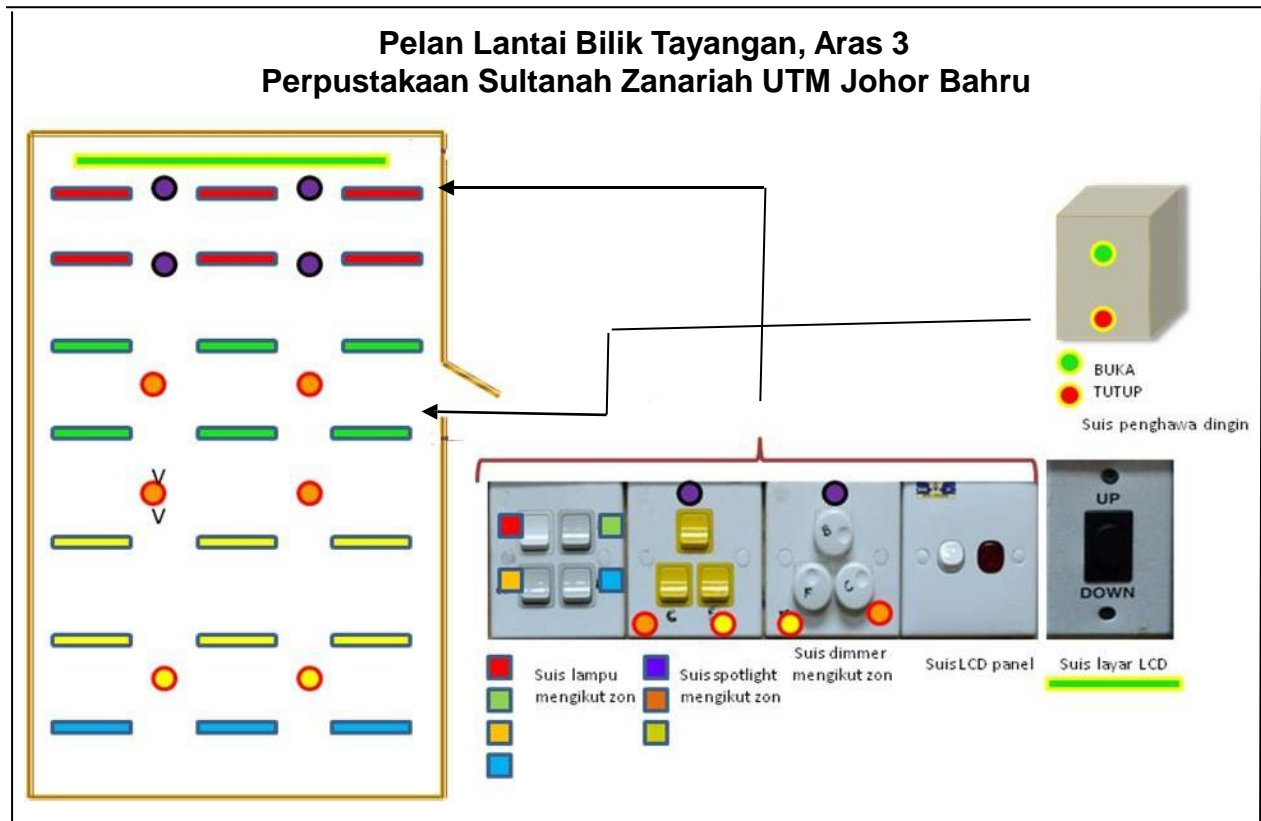 Pelan Lantai Bilik Tayangan, Aras 3
Perpustakaan Sultanah Zanariah UTM Johor Bahru
BUKA
TUTUP
Suis penghawa dingin
V
V
UP
DOWN
B
F
C
Suis lampu
mengikut zon
Suis spotlight
mengikut zon
Suis dimmer
mengikut zon
Suis LCD panel
Suis layar LCD